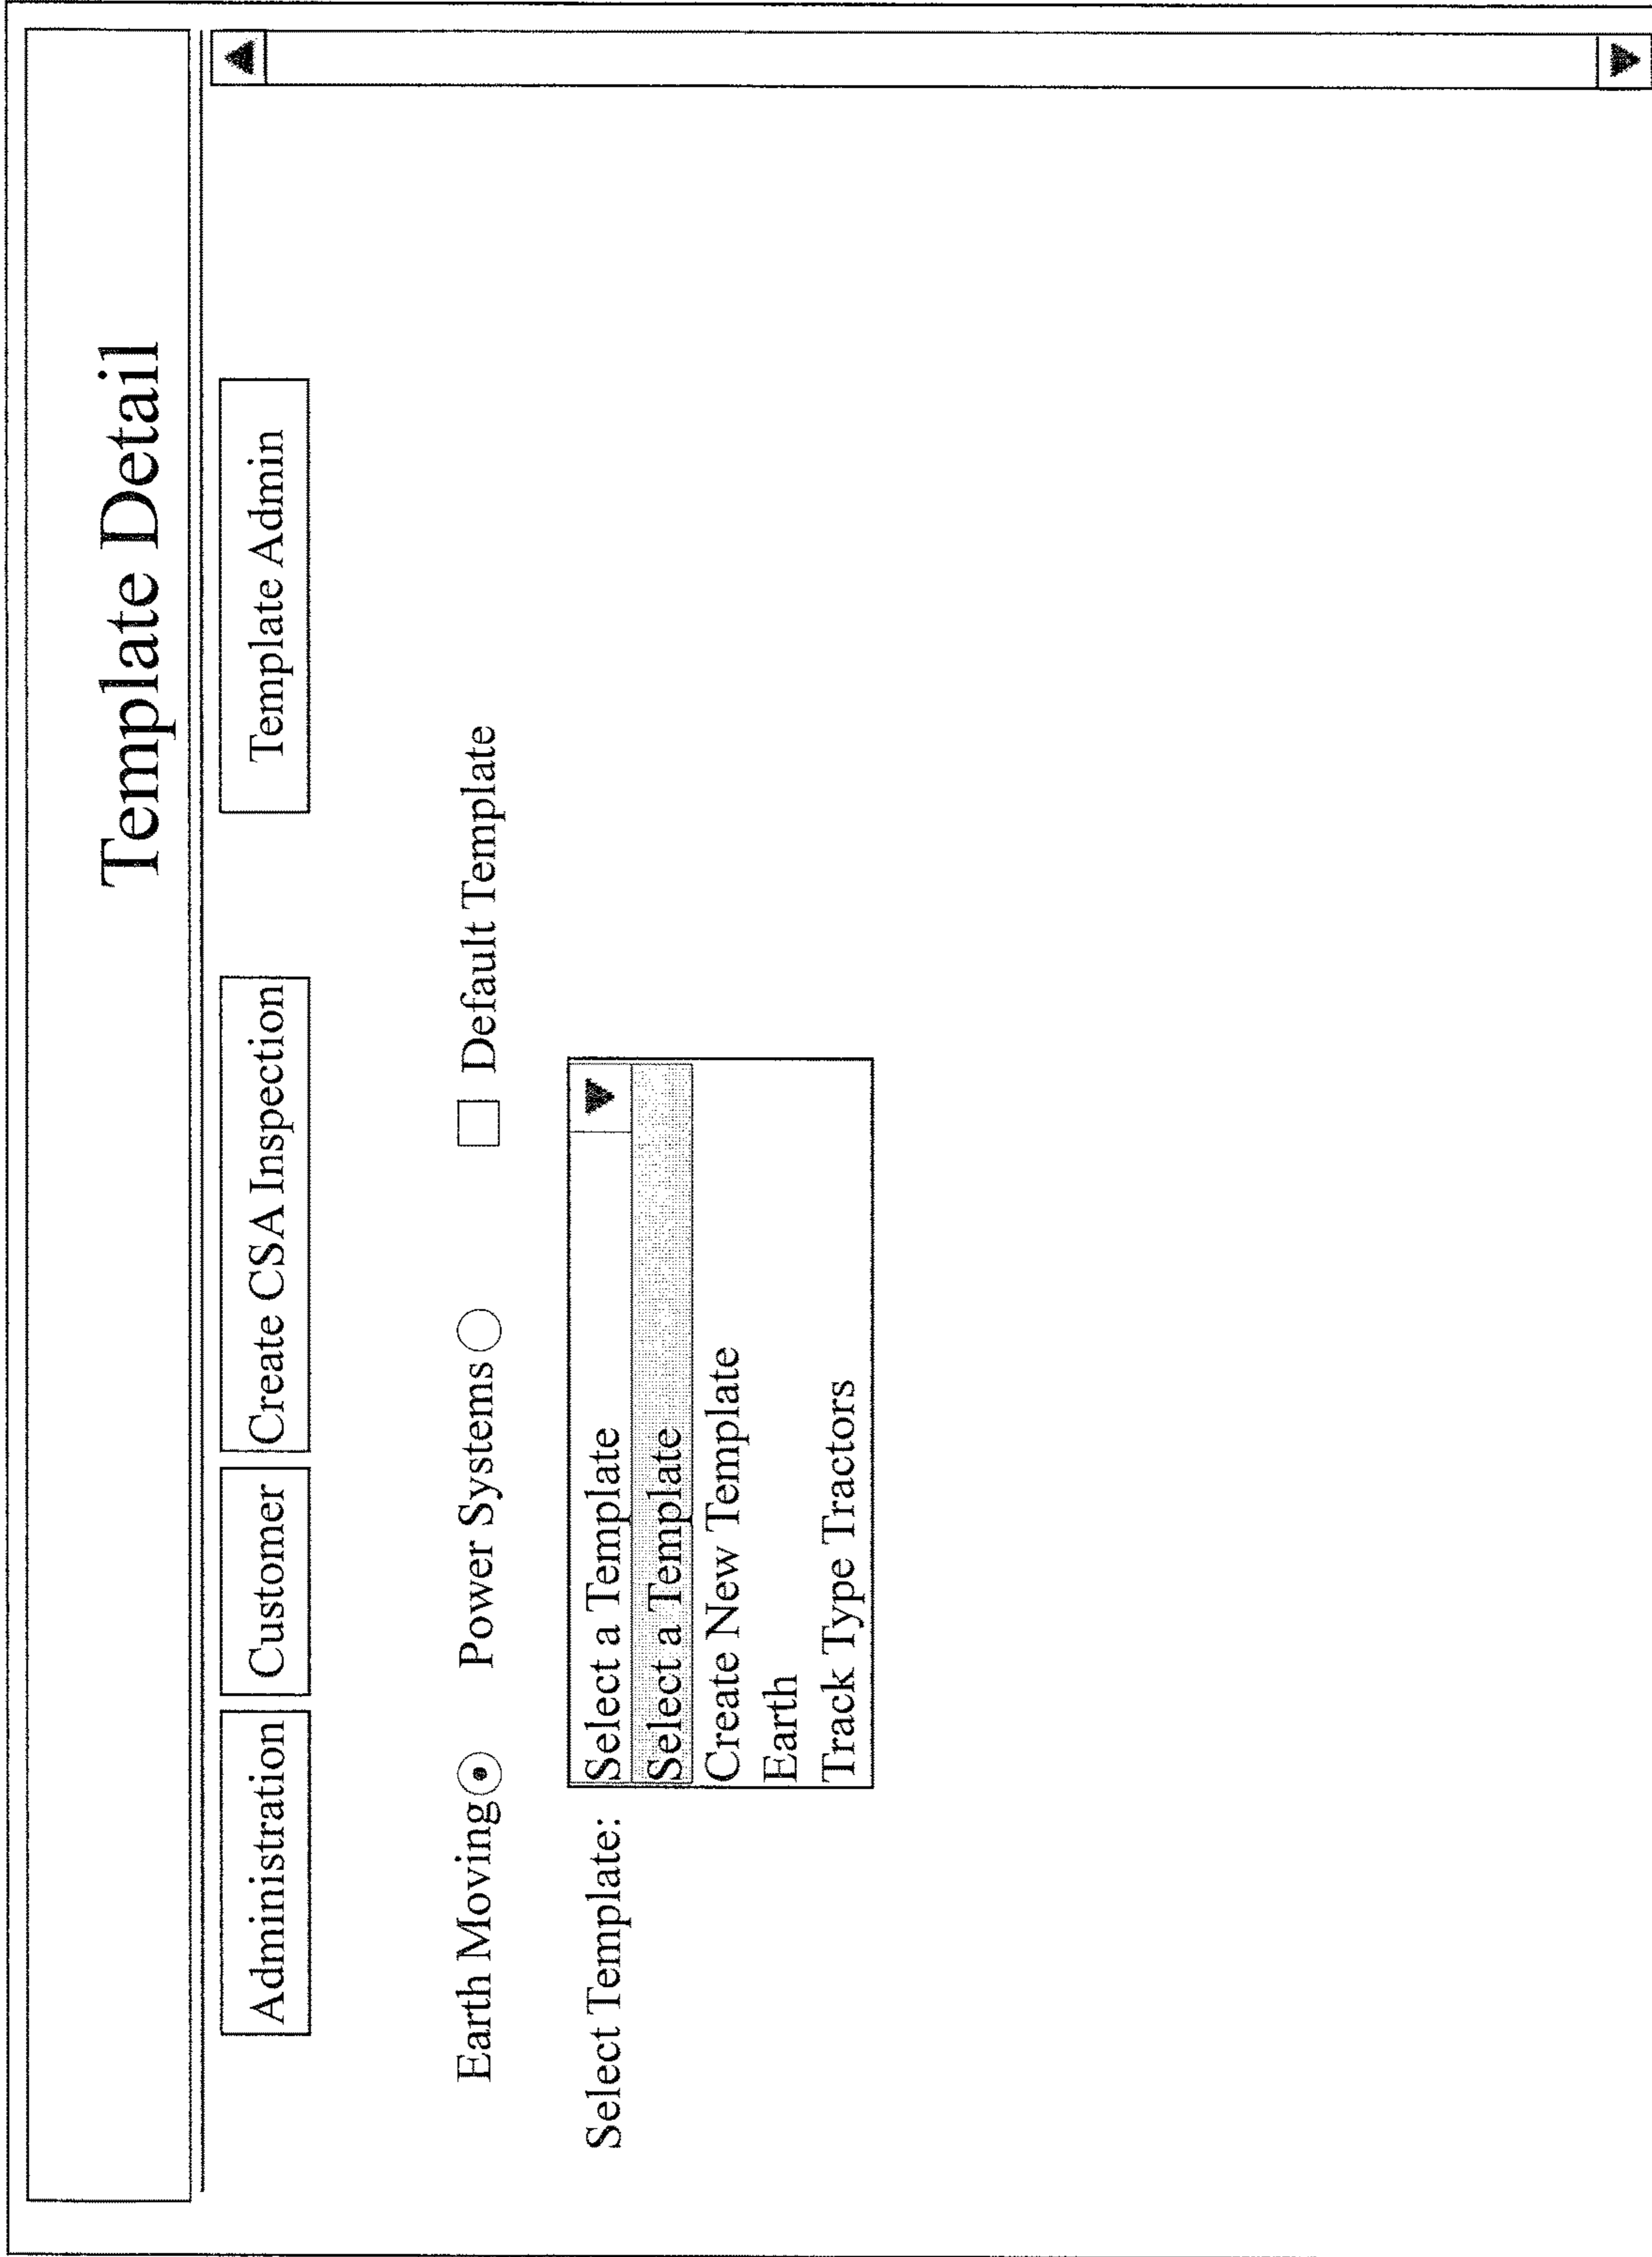 Template Detail
Administration Customer Create CSA Inspection Template Admin
Earth Moving Power Systems Default Template
Select Template: Select a Template
Select a Template
Create New Template
Earth
Track Type Tractors